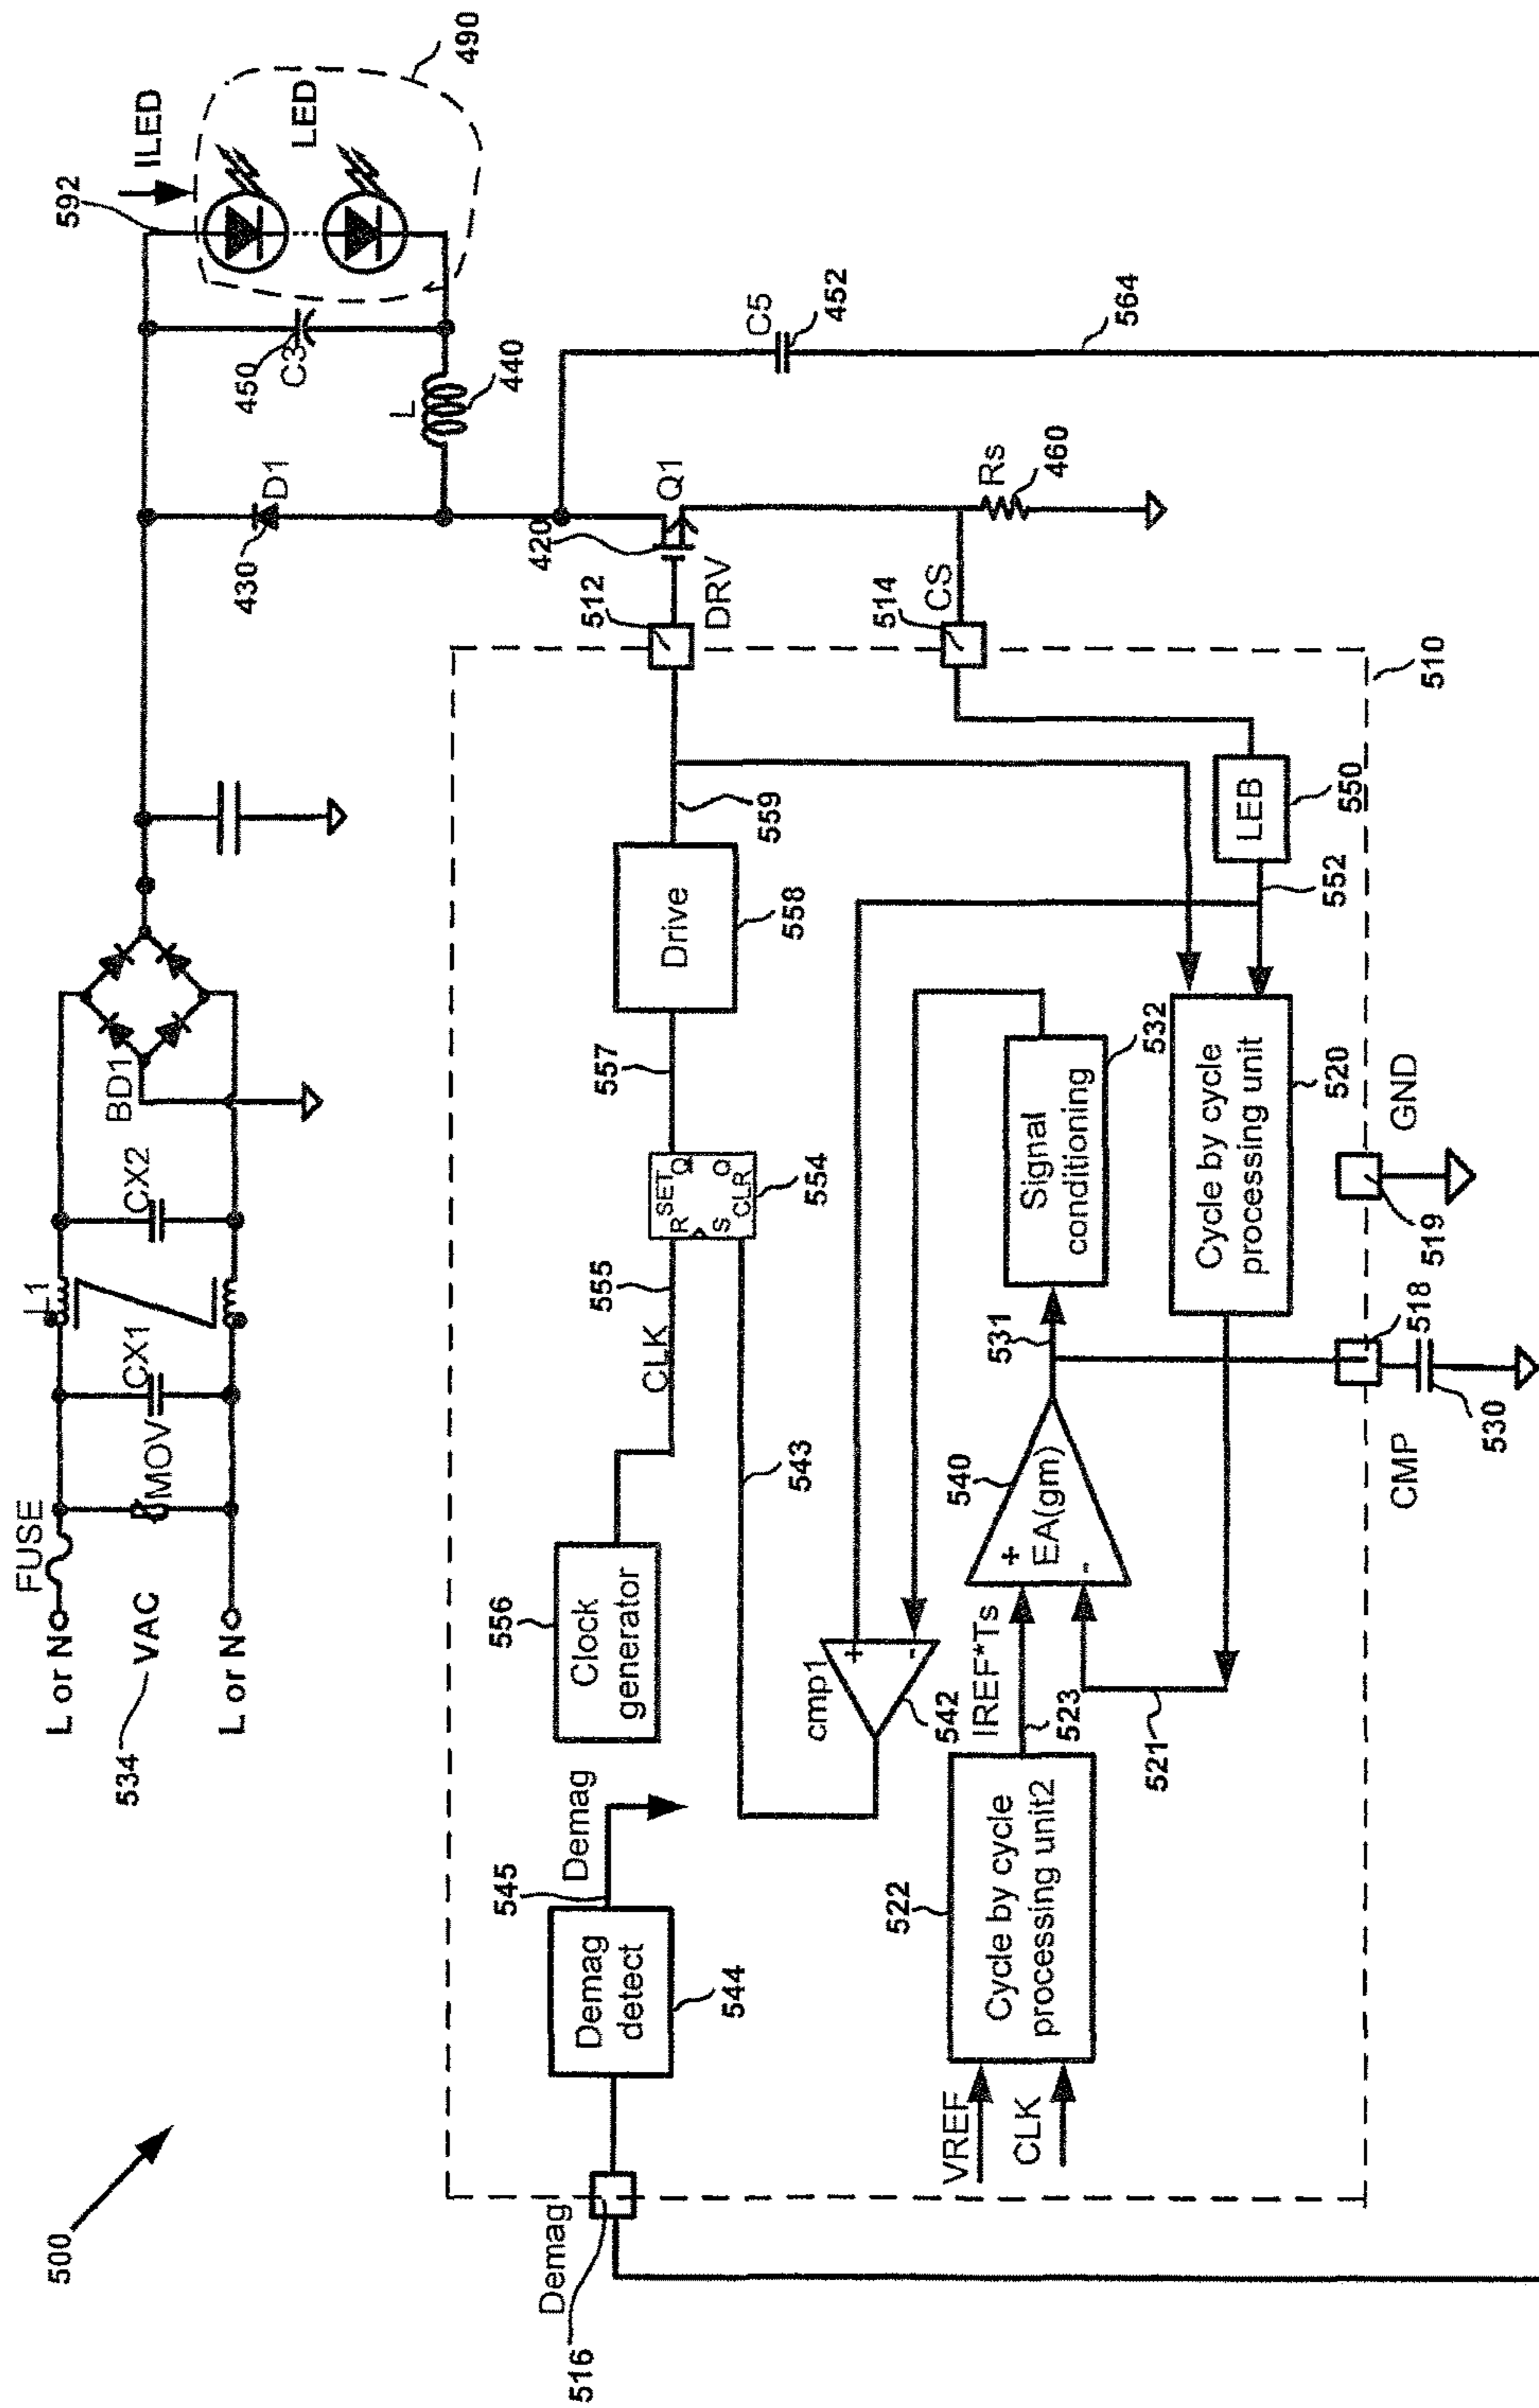 500
534
L or N
VAC
L or N
FUSE
MOV
CX1
L1
CX2
BD1
430
D1
450
C3
L
440
592
ILED
LED
490
C5
452
564
420
Q1
512
DRV
514
CS
Rs
460
510
Demag
516
Demag
detect
544
545
Demag
556
Clock
generator
CLK
555
R
SET
Q
S
CLR
Q
554
557
Drive
558
559
543
cmp1
+
-
542
VREF
CLK
522
Cycle by cycle
processing unit2
IREF*Ts
523
521
540
+
EA(gm)
-
531
Signal
conditioning
532
Cycle by cycle
processing unit
520
LEB
550
552
CMP
518
530
519
GND